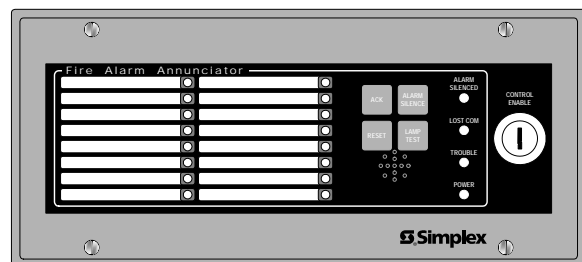 Fire Alarm Annunciator
ACK
ALARM
SILENCE
RESET
LAMP
TEST
ALARM
SILENCED
LOST COM
TROUBLE
POWER
CONTROL
ENABLE
Simplex